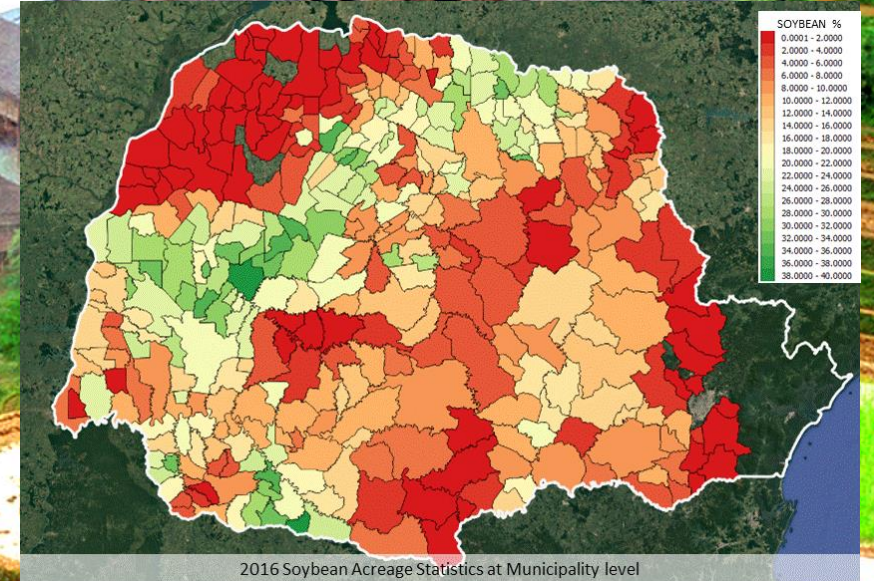 SOYBEAN %
0.0001 - 2.0000
2.0000 - 4.0000
4.0000 - 6.0000
6.0000 - 8.0000
8.0000 - 10.0000
10.0000 - 12.0000
12.0000 - 14.0000
14.0000 - 16.0000
16.0000 - 18.0000
18.0000 - 20.0000
20.0000 - 22.0000
22.0000 - 24.0000
24.0000 - 26.0000
26.0000 - 28.0000
28.0000 - 30.0000
30.0000 - 32.0000
32.0000 - 34.0000
34.0000 - 36.0000
36.0000 - 38.0000
38.0000 - 40.0000
2016 Soybean Acreage Statistics at Municipality level